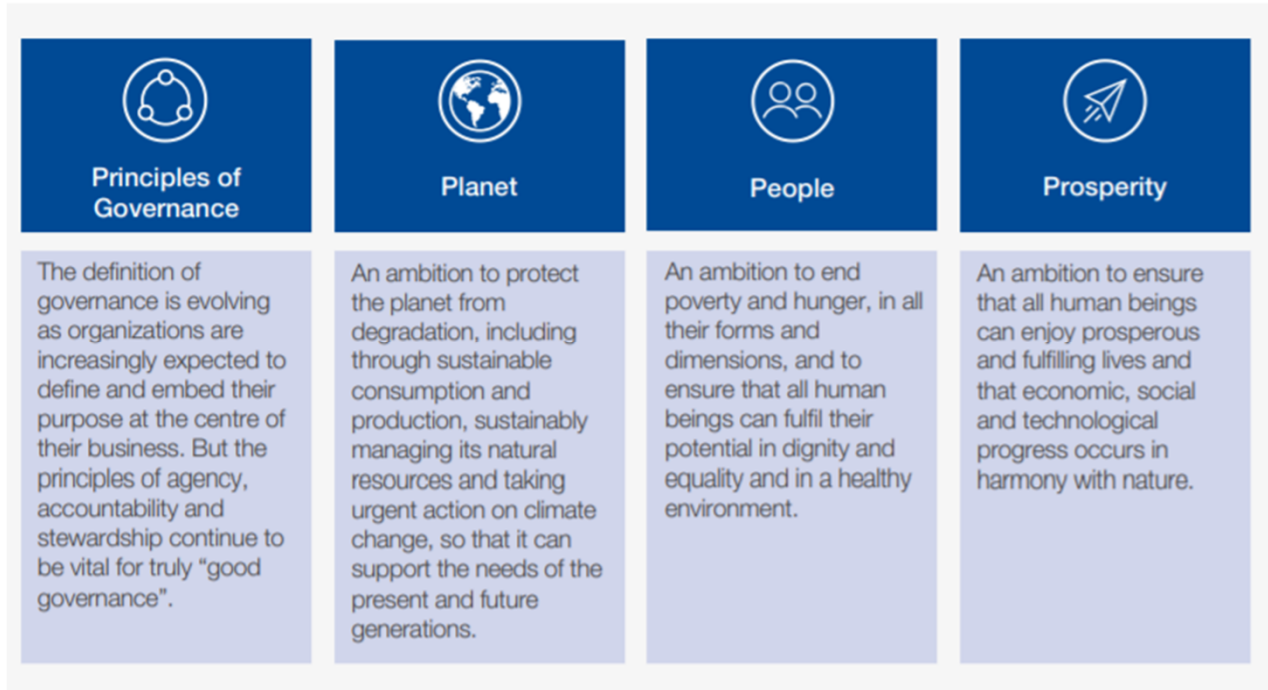 Principles of
Governance
The definition of
governance is evolving
as organizations are
increasingly expected to
define and embed their
purpose at the centre of
their business. But the
principles of agency,
accountability and
stewardship continue to
be vital for truly “good
governance”.
Planet
An ambition to protect
the planet from
degradation, including
through sustainable
consumption and
production, sustainably
managing its natural
resources and taking
urgent action on climate
change, so that it can
support the needs of the
present and future
generations.
People
An ambition to end
poverty and hunger, in all
their forms and
dimensions, and to
ensure that all human
beings can fulfil their
potential in dignity and
equality and in a healthy
environment.
Prosperity
An ambition to ensure
that all human beings
can enjoy prosperous
and fulfilling lives and
that economic, social
and technological
progress occurs in
harmony with nature.